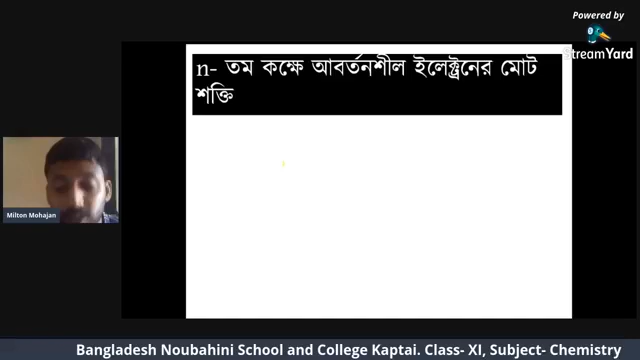 Powered by
StreamYard
n- তম কক্ষে আবর্তনশীল ইলেক্ট্রনের মোট
শক্তি
Milton Mohajan
Bangladesh Noubahini School and College Kaptai. Class- XI, Subject- Chemistry